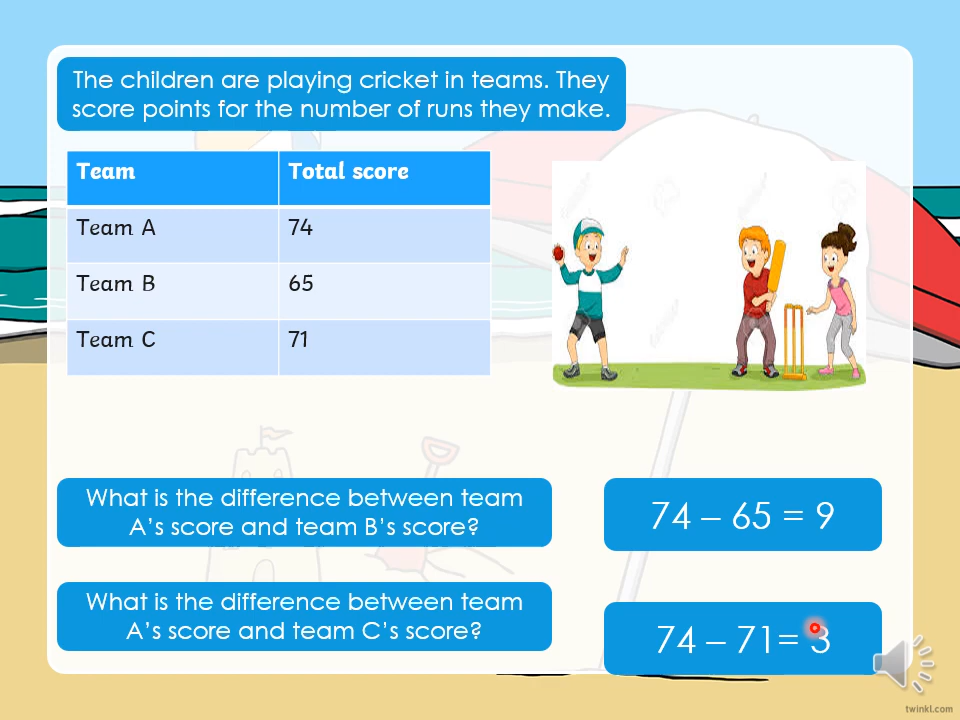 The children are playing cricket in teams. They
score points for the number of runs they make.
Team Total score
Team A 74
Team B 65
Team C 71
What is the difference between team
A's score and team B's score?
74 – 65 = 9
What is the difference between team
A's score and team C's score?
74 – 71= 3
twinkl.com